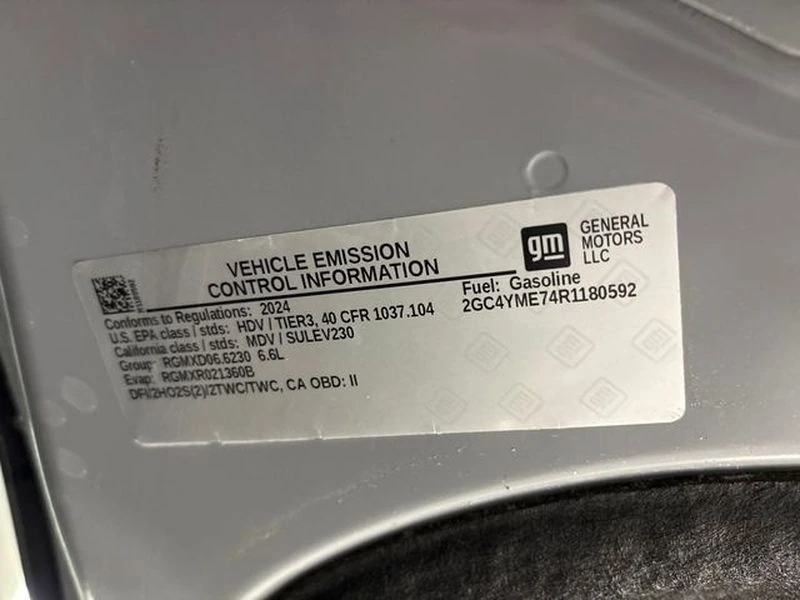 VEHICLE EMISSION
CONTROL INFORMATION
gm
GENERAL
MOTORS
LLC
Conforms to Regulations: 2024
U.S. EPA class / stds: HDV / TIER3, 40 CFR 1037.104
California class / stds: MDV / SULEV230
Group: RGMXD06.6230 6.6L
Evap: RGMXR021360B
DFI/2HO2S(2)/2TWC/TWC, CA OBD: II
Fuel: Gasoline
2GC4YME74R1180592